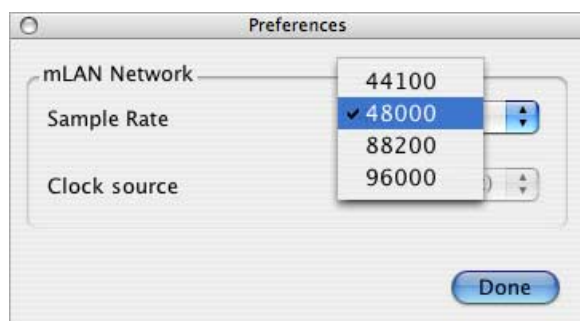 Preferences
mLAN Network
Sample Rate
44100
✓ 48000
88200
96000
Clock source
Done